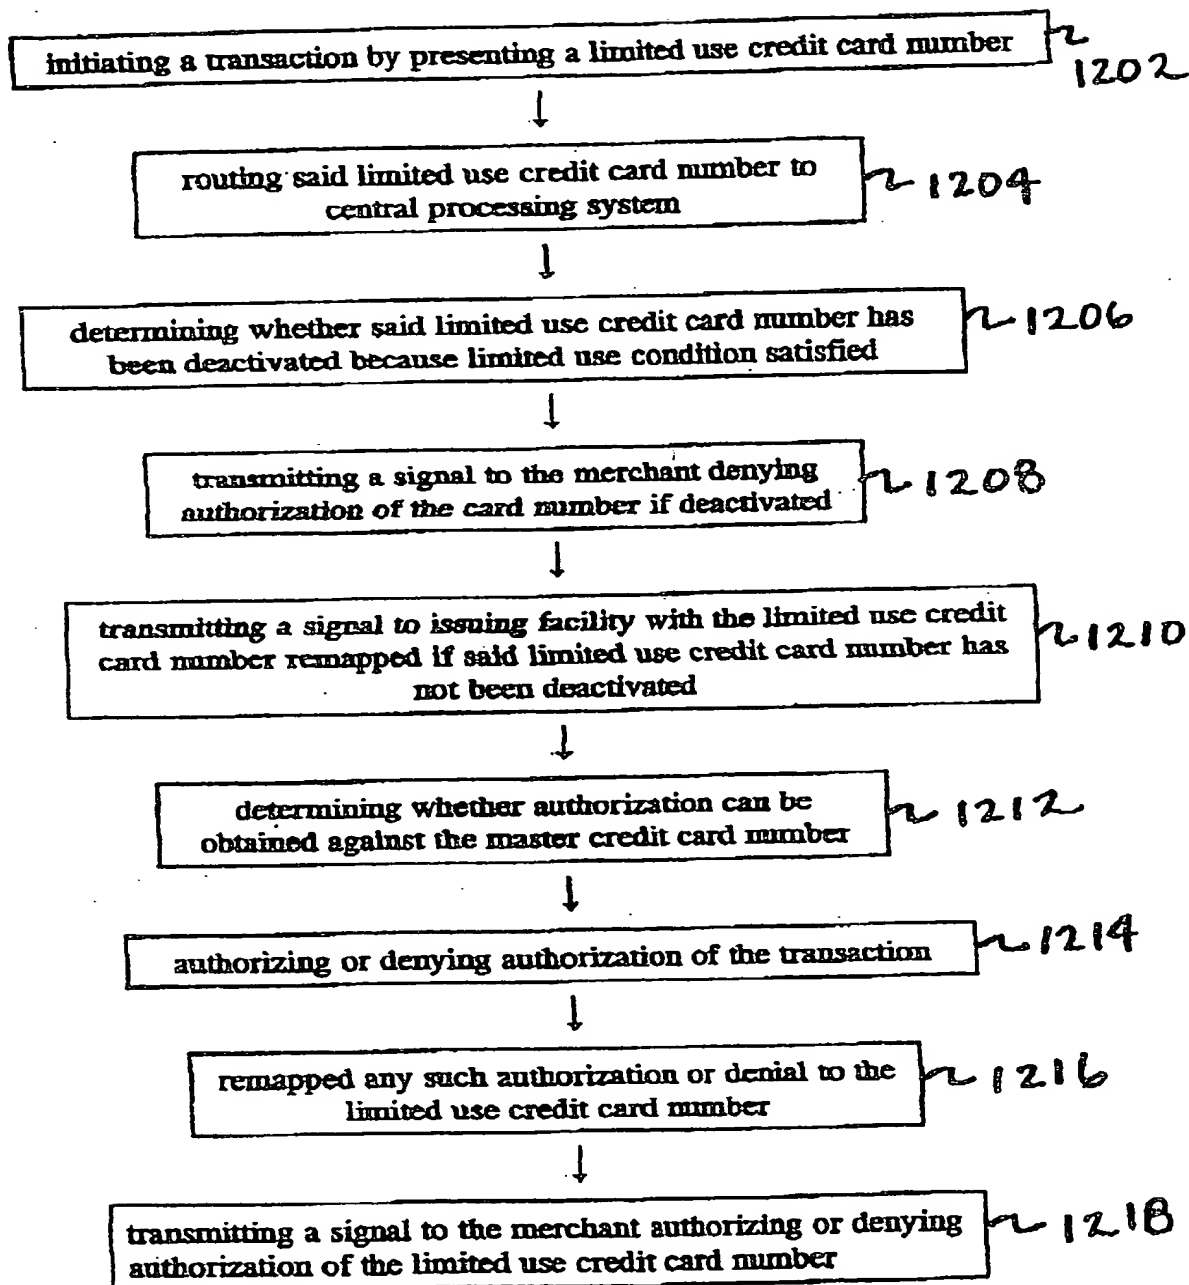 initiating a transaction by presenting a limited use credit card number
1202
routing said limited use credit card number to
central processing system
1204
determining whether said limited use credit card number has
been deactivated because limited use condition satisfied
1206
transmitting a signal to the merchant denying
authorization of the card number if deactivated
1208
transmitting a signal to issuing facility with the limited use credit
card number remapped if said limited use credit card number has
not been deactivated
1210
determining whether authorization can be
obtained against the master credit card number
1212
authorizing or denying authorization of the transaction
1214
remapped any such authorization or denial to the
limited use credit card number
1216
transmitting a signal to the merchant authorizing or denying
authorization of the limited use credit card number
1218